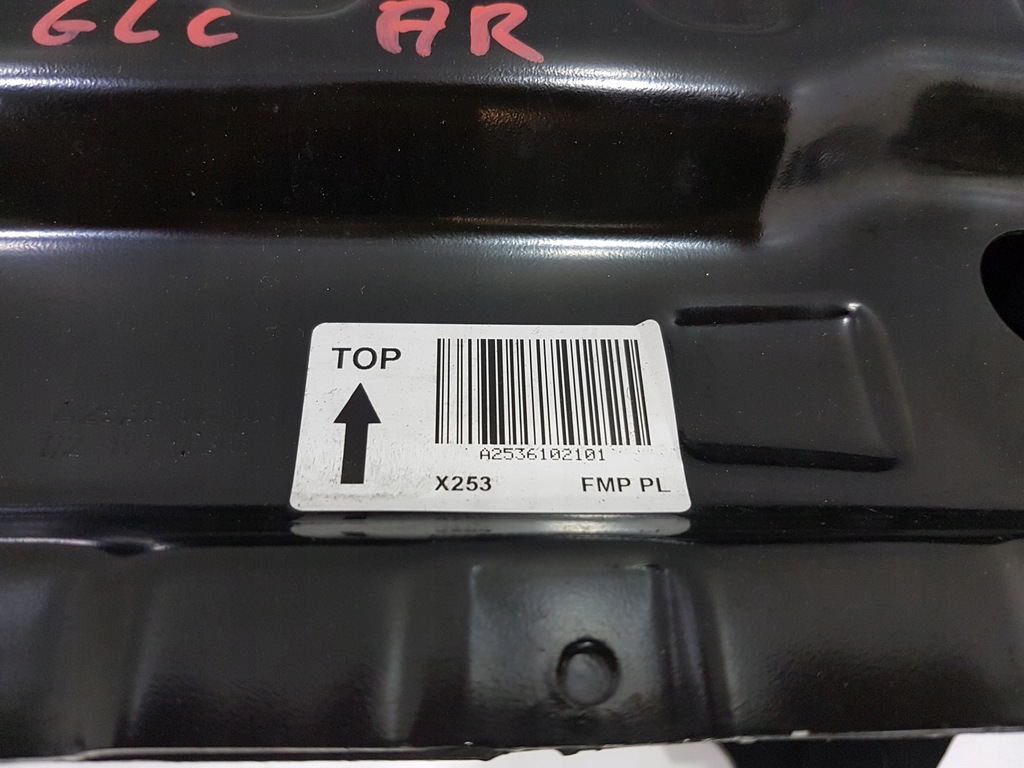 GLC AR
TOP
A2536102101
X253 FMP PL